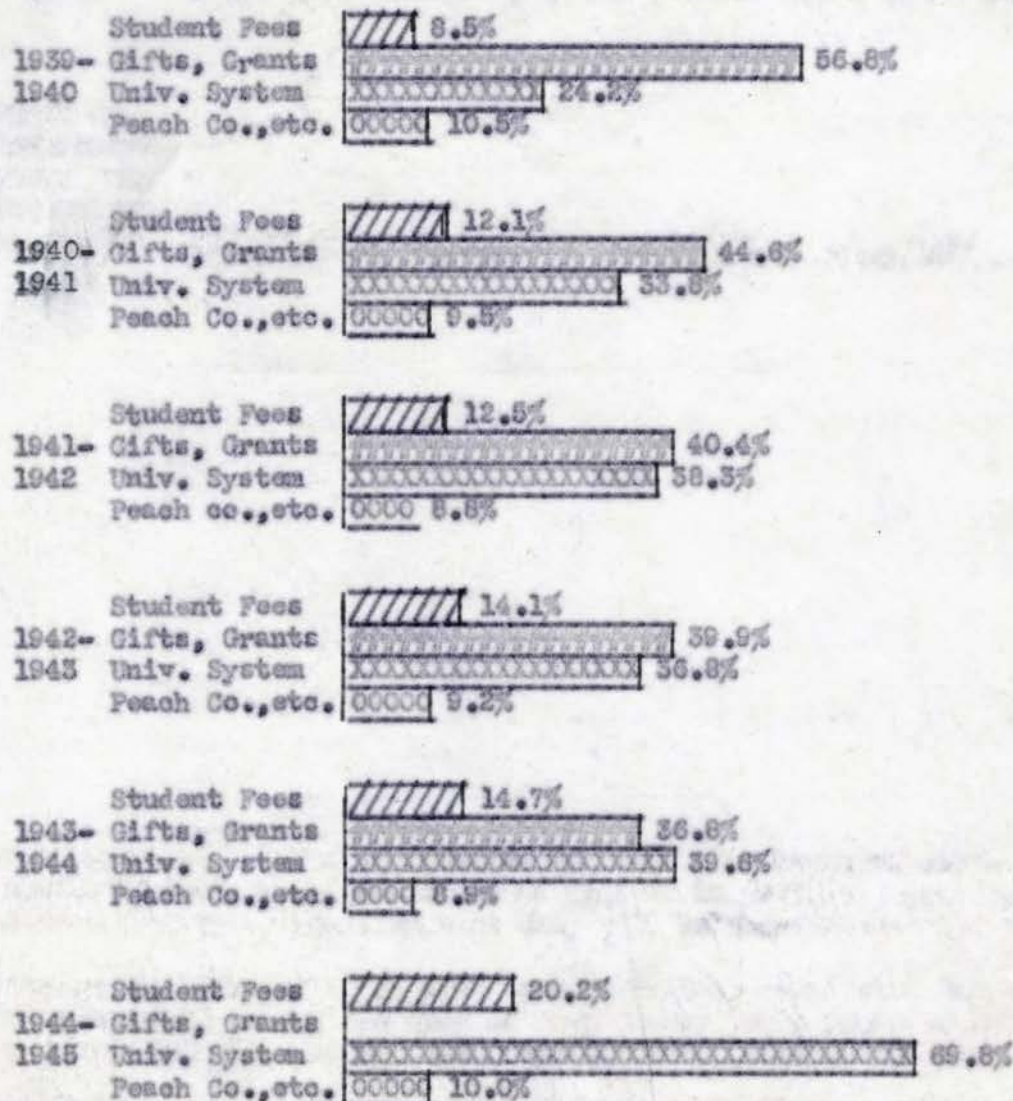 Student Fees 8.5%
1939- Gifts, Grants 56.8%
1940 Univ. System 24.2%
Peach Co.,etc. 10.5%
Student Fees 12.1%
1940- Gifts, Grants 44.6%
1941 Univ. System 33.8%
Peach Co.,etc. 9.5%
Student Fees 12.5%
1941- Gifts, Grants 40.4%
1942 Univ. System 38.3%
Peach co.,etc. 8.8%
Student Fees 14.1%
1942- Gifts, Grants 39.9%
1943 Univ. System 36.8%
Peach Co.,etc. 9.2%
Student Fees 14.7%
1943- Gifts, Grants 36.8%
1944 Univ. System 39.6%
Peach Co.,etc. 8.9%
Student Fees 20.2%
1944- Gifts, Grants
1945 Univ. System 69.8%
Peach Co.,etc. 10.0%